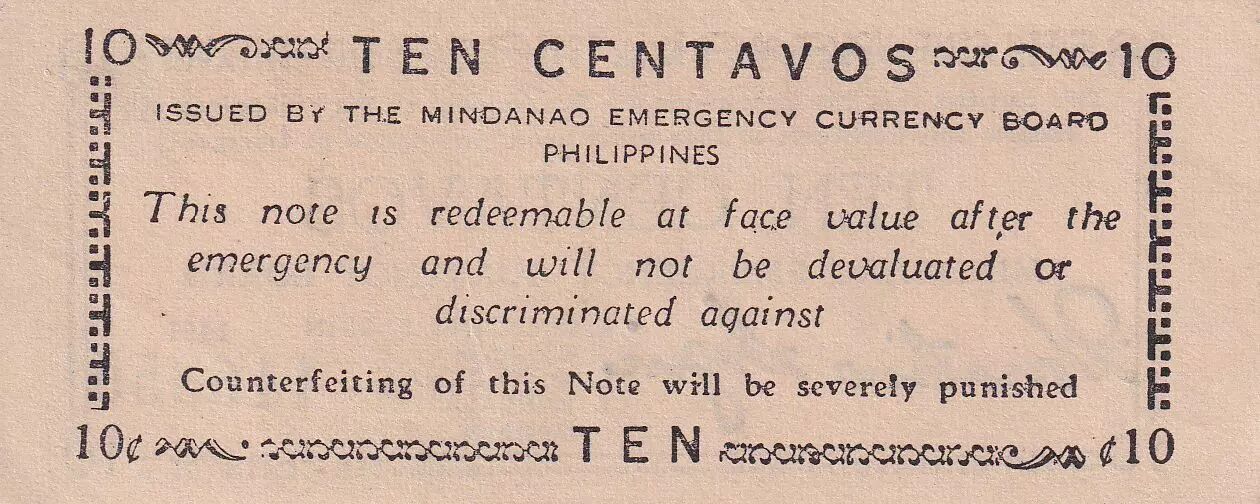 10 TEN CENTAVOS 10
ISSUED BY THE MINDANAO EMERGENCY CURRENCY BOARD
PHILIPPINES
This note is redeemable at face value after the
emergency and will not be devaluated or
discriminated against
Counterfeiting of this Note will be severely punished
10¢ TEN ¢10